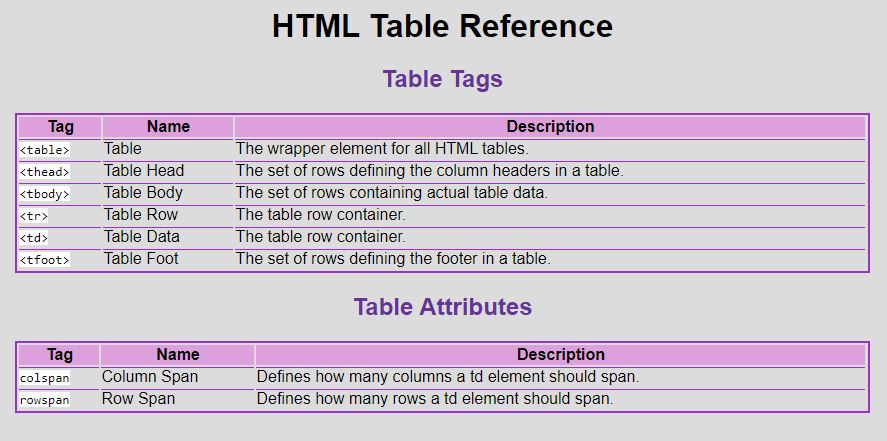 HTML Table Reference
Table Tags
Tag Name Description
<table> Table The wrapper element for all HTML tables.
<thead> Table Head The set of rows defining the column headers in a table.
<tbody> Table Body The set of rows containing actual table data.
<tr> Table Row The table row container.
<td> Table Data The table row container.
<tfoot> Table Foot The set of rows defining the footer in a table.
Table Attributes
Tag Name Description
colspan Column Span Defines how many columns a td element should span.
rowspan Row Span Defines how many rows a td element should span.